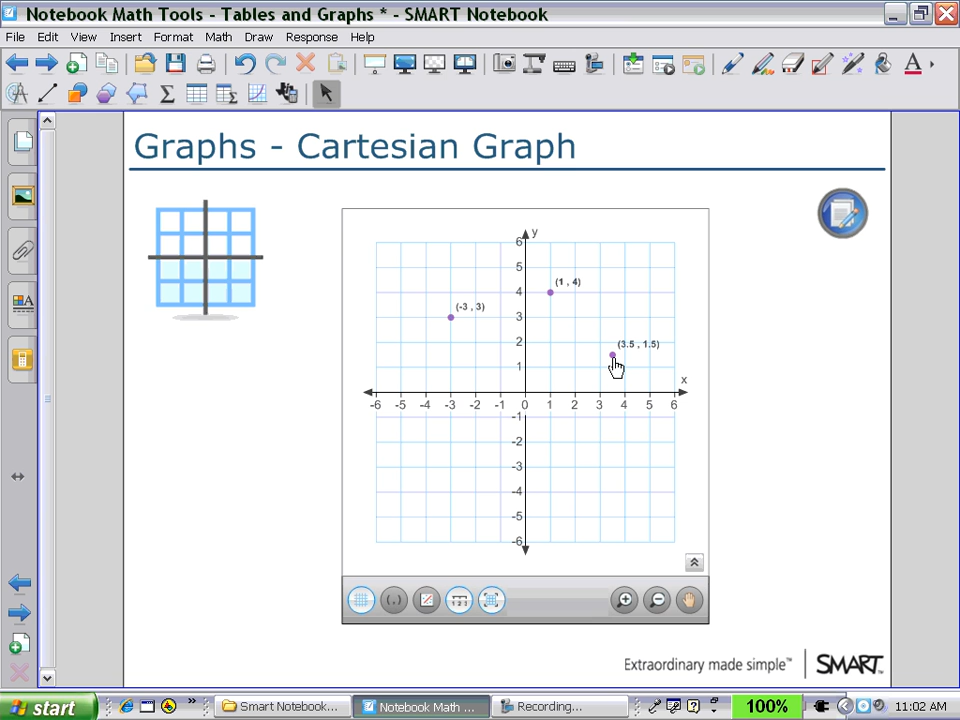 Notebook Math Tools - Tables and Graphs * - SMART Notebook
File Edit View Insert Format Math Draw Response Help
Graphs - Cartesian Graph
y
6
5
(1 , 4)
4
(-3 , 3)
3
(3.5 , 1.5)
2
1
x
-6 -5 -4 -3 -2 -1 0 1 2 3 4 5 6
-1
-2
-3
-4
-5
-6
Extraordinary made simple™ SMART
start Smart Notebook... Notebook Math ... Recording... 100% 11:02 AM